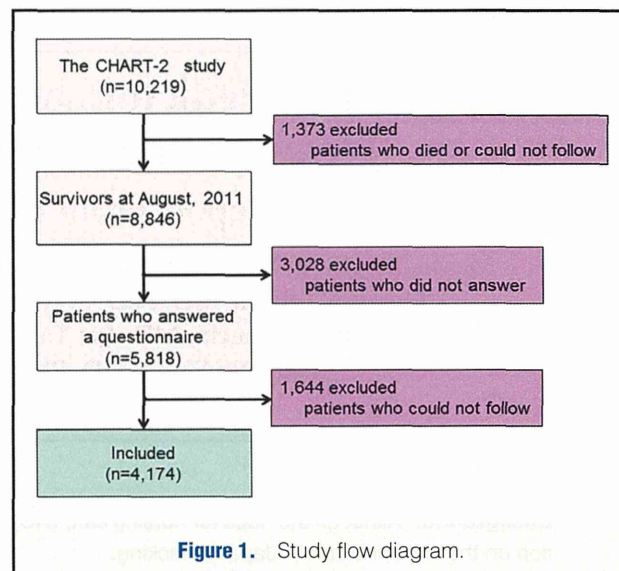 The CHART-2 study
(n=10,219)
1,373 excluded
patients who died or could not follow
Survivors at August, 2011
(n=8,846)
3,028 excluded
patients who did not answer
Patients who answered
a questionnaire
(n=5,818)
1,644 excluded
patients who could not follow
Included
(n=4,174)
Figure 1. Study flow diagram.